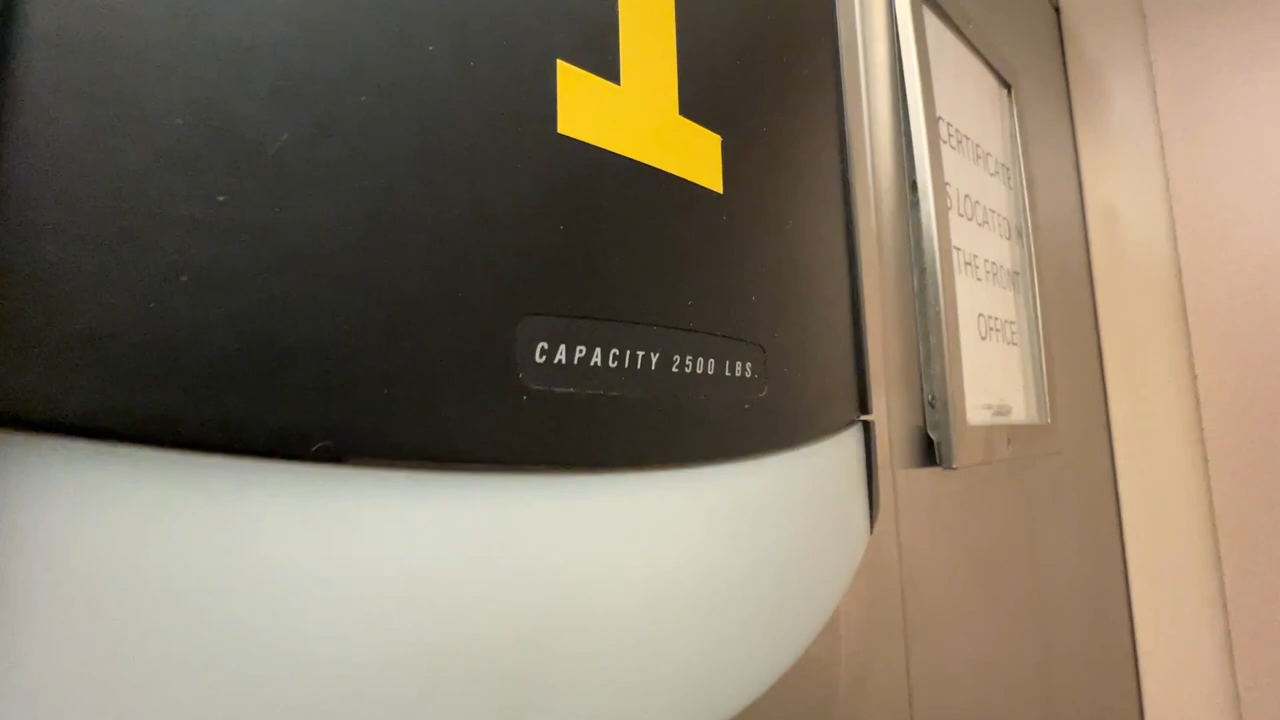 CAPACITY 2500 LBS.
CERTIFICATE
IS LOCATED IN
THE FRONT
OFFICE